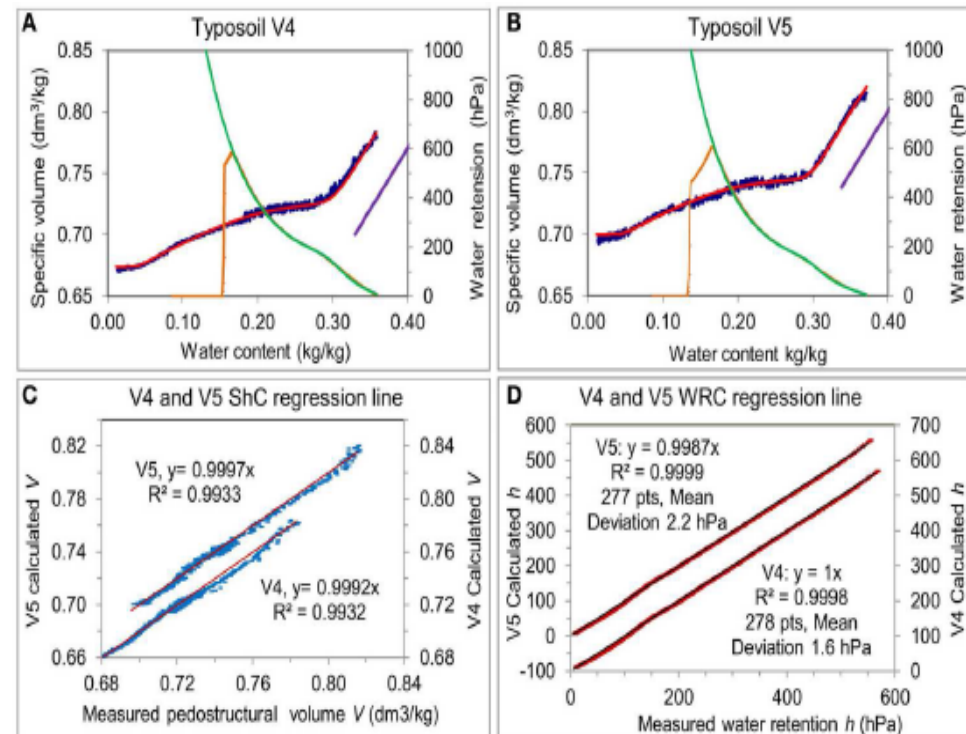 A
Typosoil V4
0.85
0.80
0.75
0.70
0.65
Specific volume (dm³/kg)
1000
800
600
400
200
0
Water retension (hPa)
0.00 0.10 0.20 0.30 0.40
Water content (kg/kg)
B
Typosoil V5
0.85
0.80
0.75
0.70
0.65
Specific volume (dm³/kg)
1000
800
600
400
200
0
Water retension (hPa)
0.00 0.10 0.20 0.30 0.40
Water content kg/kg
C
V4 and V5 ShC regression line
0.82
0.78
0.74
0.70
0.66
V5 calculated V
V5, y= 0.9997x
R² = 0.9933
V4, y= 0.9992x
R² = 0.9932
0.84
0.80
0.76
0.72
0.68
V4 Calculated V
0.68 0.72 0.76 0.80 0.84
Measured pedostructural volume V (dm3/kg)
D
V4 and V5 WRC regression line
600
500
400
300
200
100
0
-100
V5 Calculated h
V5: y = 0.9987x
R² = 0.9999
277 pts, Mean
Deviation 2.2 hPa
V4: y = 1x
R² = 0.9998
278 pts, Mean
Deviation 1.6 hPa
700
600
500
400
300
200
100
0
V4 Calculated h
0 200 400 600
Measured water retention h (hPa)